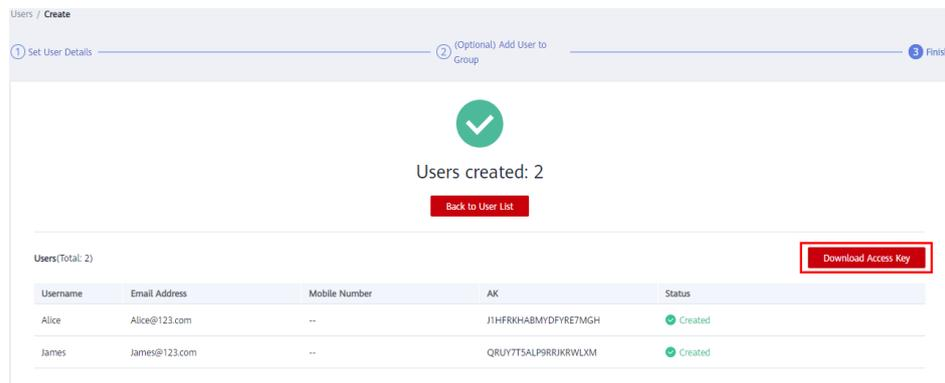 Users / Create
1 Set User Details
2 (Optional) Add User to
Group
3 Finis
Users created: 2
Back to User List
Users(Total: 2)
Download Access Key
Username Email Address Mobile Number AK Status
Alice Alice@123.com -- J1HFRKHABMYDFYRE7MGH Created
James James@123.com -- QRUY7T5ALP9RRJKRWLXM Created